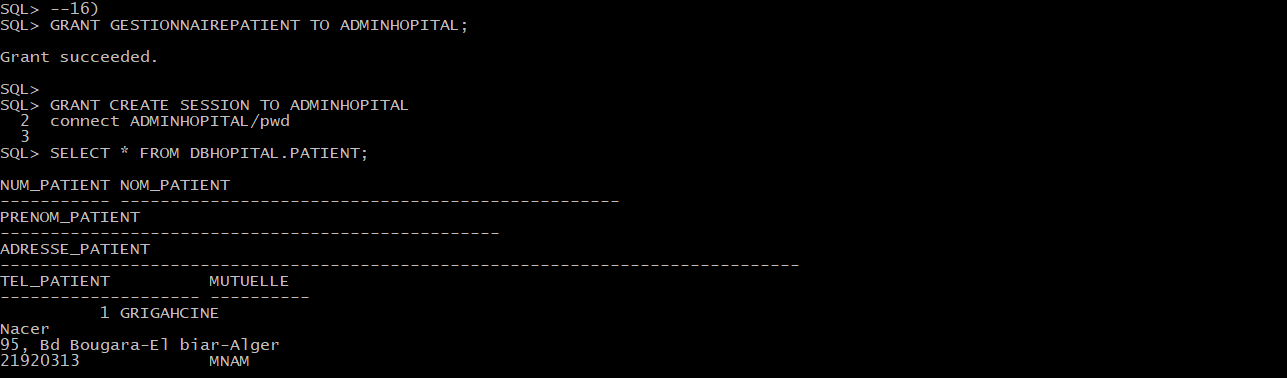 SQL> --16)
SQL> GRANT GESTIONNAIREPATIENT TO ADMINHOPITAL;
Grant succeeded.
SQL>
SQL> GRANT CREATE SESSION TO ADMINHOPITAL
2 connect ADMINHOPITAL/pwd
3
SQL> SELECT * FROM DBHOPITAL.PATIENT;
NUM_PATIENT NOM_PATIENT
----------- --------------------------------------------------
PRENOM_PATIENT
--------------------------------------------------
ADRESSE_PATIENT
--------------------------------------------------------------------------------
TEL_PATIENT          MUTUELLE
-------------------- ----------
1 GRIGAHCINE
Nacer
95, Bd Bougara-El biar-Alger
21920313             MNAM